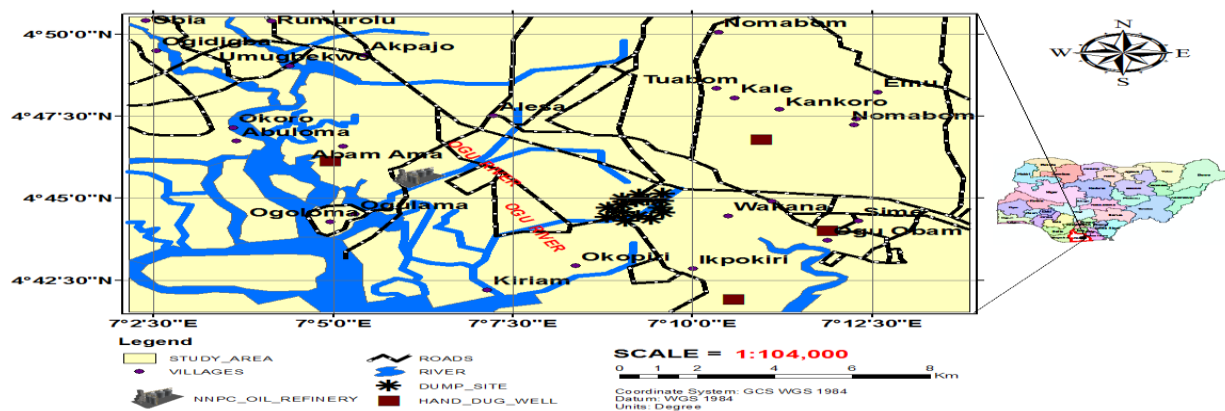 Obia
Rumurolu
Nomabom
N
4°50'0"N
Ogidigba
Akpajo
Umugbekwe
W
E
S
Tuabom
Kale
Emu
Kankoro
4°47'30"N
Alesa
Nomabom
Okoro
Abuloma
Abam Ama
OGU RIVER
4°45'0"N
Ogoloma
Ogulama
OGU RIVER
Wakana
Simo
Ogu Obam
Okopiri
Ikpokiri
4°42'30"N
Kiriam
7°2'30"E
7°5'0"E
7°7'30"E
7°10'0"E
7°12'30"E
Legend
STUDY_AREA
VILLAGES
NNPC_OIL_REFINERY
ROADS
RIVER
DUMP_SITE
HAND_DUG_WELL
SCALE = 1:104,000
0 1 2 4 6 8
Km
Coordinate System: GCS WGS 1984
Datum: WGS 1984
Units: Degree